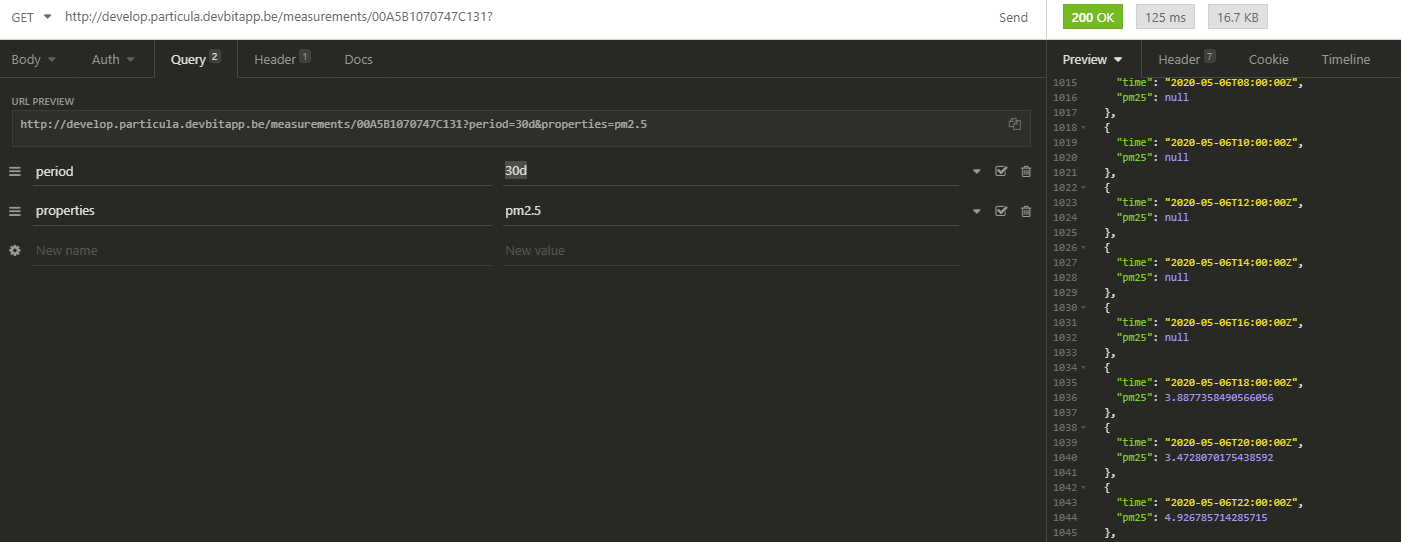 GET http://develop.particula.devbitapp.be/measurements/00A5B1070747C131? Send 200 OK 125 ms 16.7 KB
Body Auth Query 2 Header 1 Docs Preview Header 7 Cookie Timeline
URL PREVIEW
http://develop.particula.devbitapp.be/measurements/00A5B1070747C131?period=30d&properties=pm2.5
period 30d
properties pm2.5
New name New value
1015 "time": "2020-05-06T08:00:00Z",
1016 "pm25": null
1017 },
1018 {
1019 "time": "2020-05-06T10:00:00Z",
1020 "pm25": null
1021 },
1022 {
1023 "time": "2020-05-06T12:00:00Z",
1024 "pm25": null
1025 },
1026 {
1027 "time": "2020-05-06T14:00:00Z",
1028 "pm25": null
1029 },
1030 {
1031 "time": "2020-05-06T16:00:00Z",
1032 "pm25": null
1033 },
1034 {
1035 "time": "2020-05-06T18:00:00Z",
1036 "pm25": 3.8877358490566056
1037 },
1038 {
1039 "time": "2020-05-06T20:00:00Z",
1040 "pm25": 3.4728070175438592
1041 },
1042 {
1043 "time": "2020-05-06T22:00:00Z",
1044 "pm25": 4.926785714285715
1045 },